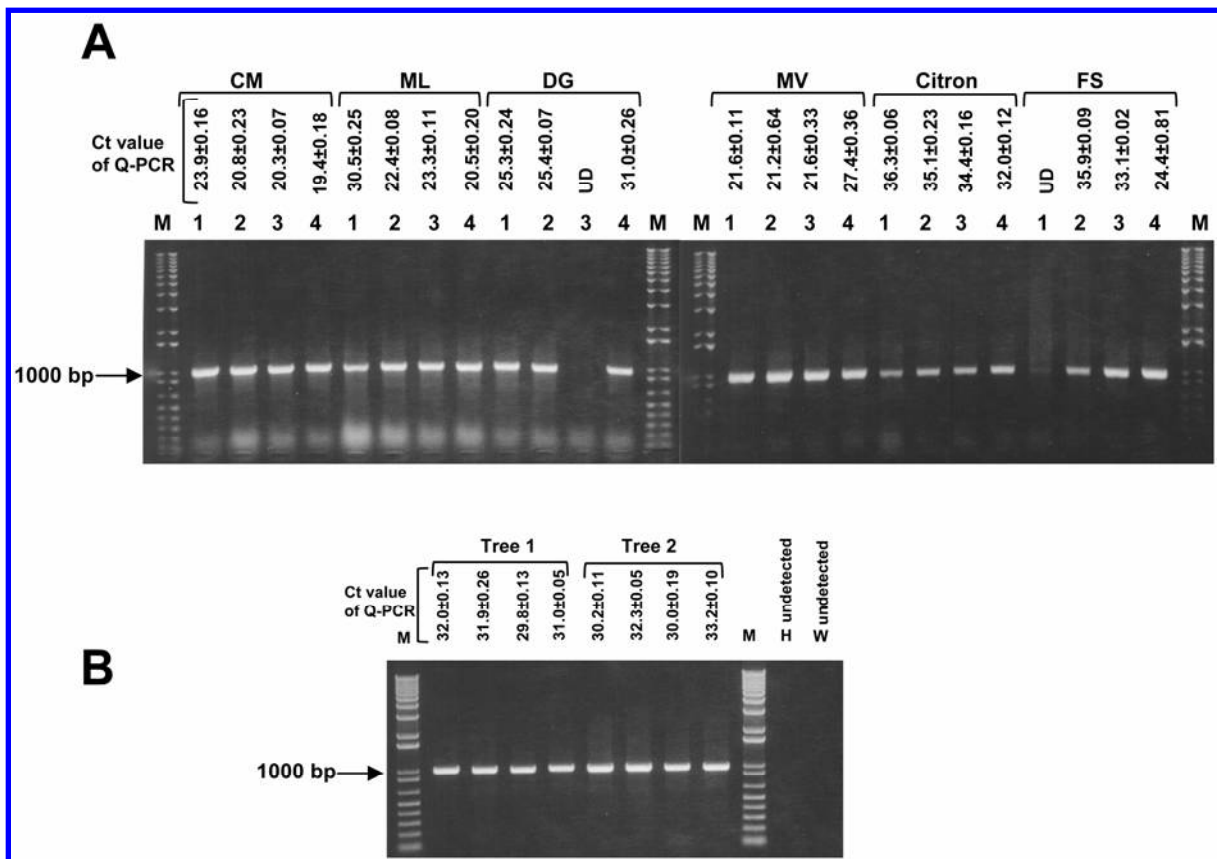 A
CM ML DG MV Citron FS
Ct value
of Q-PCR
23.9±0.16 20.8±0.23 20.3±0.07 19.4±0.18 30.5±0.25 22.4±0.08 23.3±0.11 20.5±0.20 25.3±0.24 25.4±0.07 UD 31.0±0.26 21.6±0.11 21.2±0.64 21.6±0.33 27.4±0.36 36.3±0.06 35.1±0.23 34.4±0.16 32.0±0.12 UD 35.9±0.09 33.1±0.02 24.4±0.81
M 1 2 3 4 1 2 3 4 1 2 3 4 M M 1 2 3 4 1 2 3 4 1 2 3 4 M
1000 bp
B
Tree 1 Tree 2
Ct value
of Q-PCR
32.0±0.13 31.9±0.26 29.8±0.13 31.0±0.05 30.2±0.11 32.3±0.05 30.0±0.19 33.2±0.10 undetected undetected
M M H W
1000 bp